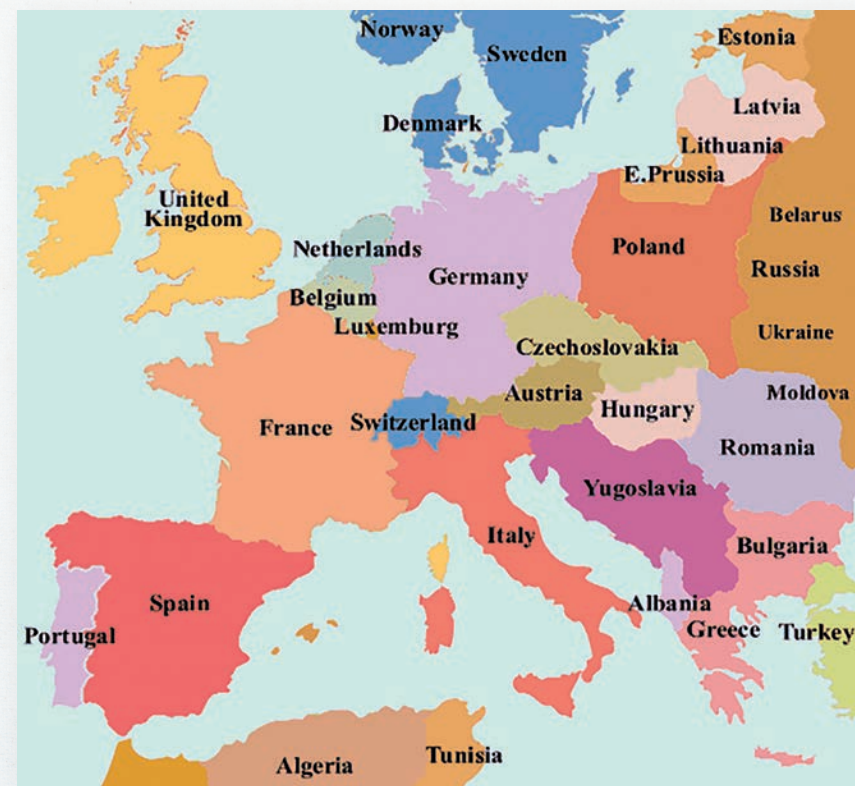 Norway
Sweden
Estonia
Latvia
Denmark
Lithuania
E.Prussia
United
Kingdom
Belarus
Netherlands
Poland
Germany
Russia
Belgium
Luxemburg
Ukraine
Czechoslovakia
Austria
Moldova
Hungary
Switzerland
France
Romania
Yugoslavia
Italy
Bulgaria
Spain
Albania
Greece
Turkey
Portugal
Tunisia
Algeria